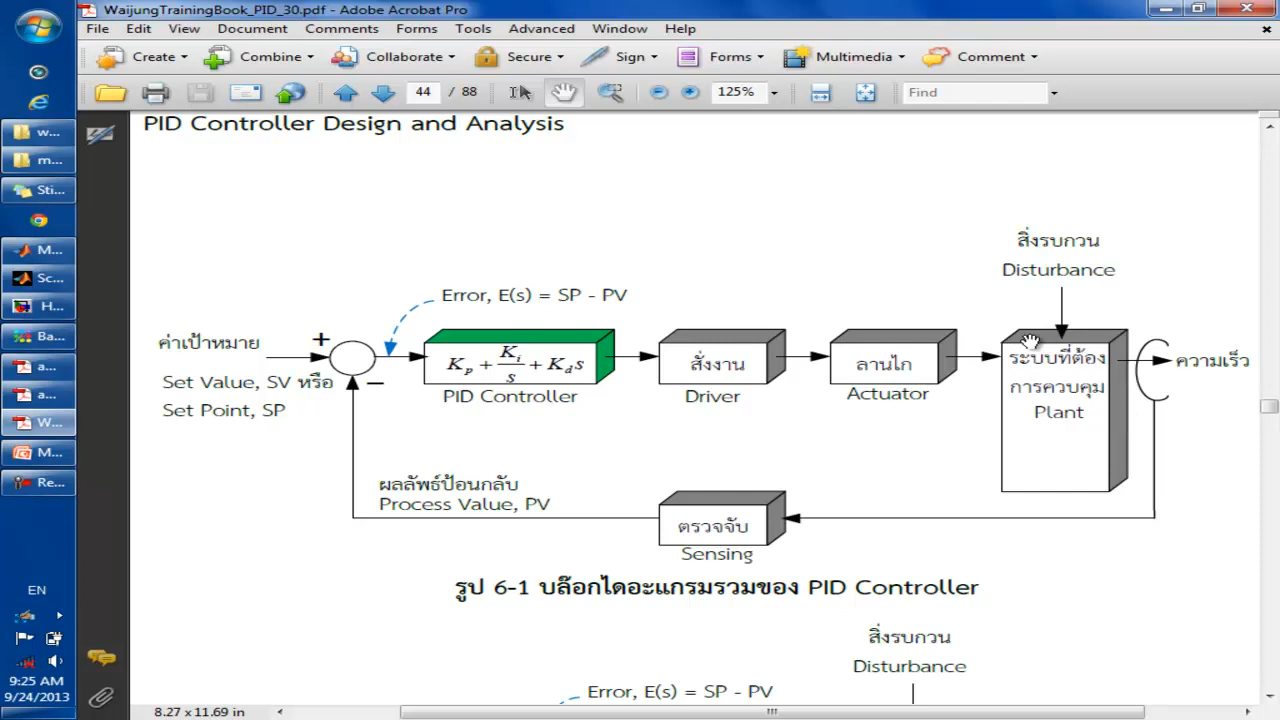 WaijungTrainingBook_PID_30.pdf - Adobe Acrobat Pro
File Edit View Document Comments Forms Tools Advanced Window Help
Create Combine Collaborate Secure Sign Forms Multimedia Comment
44 / 88 125% Find
PID Controller Design and Analysis
สิ่งรบกวน
Disturbance
Error, E(s) = SP - PV
ค่าเป้าหมาย
Set Value, SV หรือ
Set Point, SP
+
−
K_p + K_i/s + K_d s
PID Controller
สั่งงาน
Driver
ลานไก
Actuator
ระบบที่ต้อง
การควบคุม
Plant
ความเร็ว
ผลลัพธ์ป้อนกลับ
Process Value, PV
ตรวจจับ
Sensing
รูป 6-1 บล๊อกไดอะแกรมรวมของ PID Controller
สิ่งรบกวน
Disturbance
Error, E(s) = SP - PV
8.27 x 11.69 in
w...
m...
Sti...
M...
Sc...
H...
Ba...
a...
a...
W...
M...
Re...
EN
9:25 AM
9/24/2013